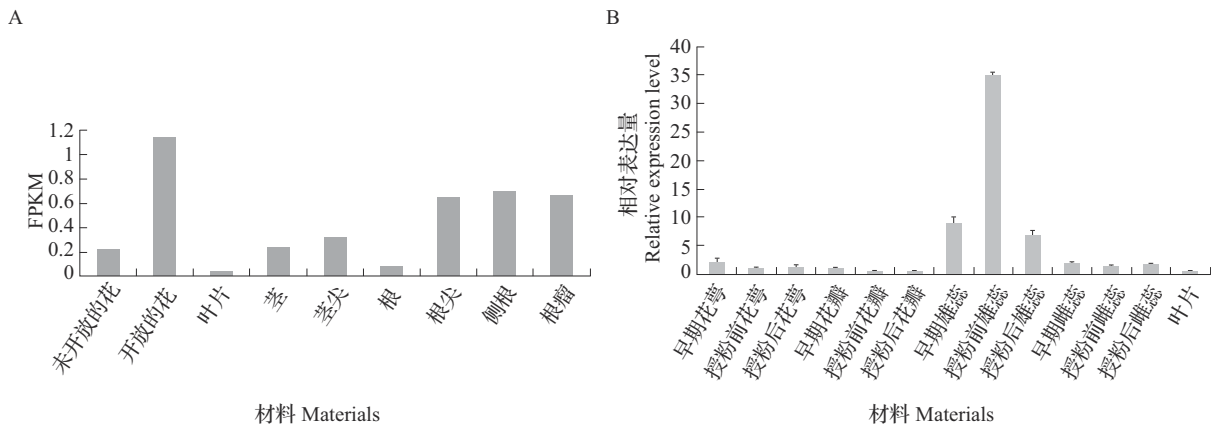 A
FPKM
1.2
1
0.8
0.6
0.4
0.2
0
未开放的花
开放的花
叶片
茎
茎尖
根
根尖
侧根
根瘤
材料 Materials
B
相对表达量
Relative expression level
40
35
30
25
20
15
10
5
0
早期花萼
授粉前花萼
授粉后花萼
早期花瓣
授粉前花瓣
授粉后花瓣
早期雄蕊
授粉前雄蕊
授粉后雄蕊
早期雌蕊
授粉前雌蕊
授粉后雌蕊
叶片
材料 Materials